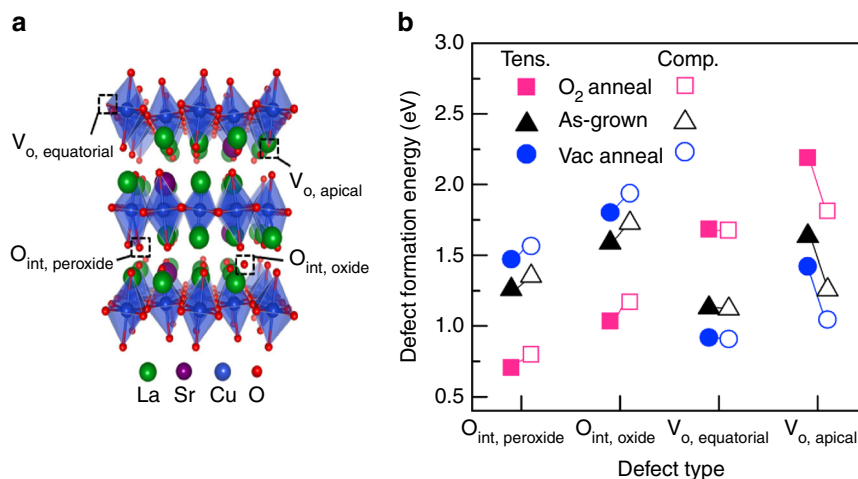 a
V o, equatorial
V o, apical
O int, peroxide
O int, oxide
La Sr Cu O
b
Defect formation energy (eV)
3.0
2.5
2.0
1.5
1.0
0.5
Tens. Comp.
O2 anneal
As-grown
Vac anneal
O int, peroxide O int, oxide V o, equatorial V o, apical
Defect type